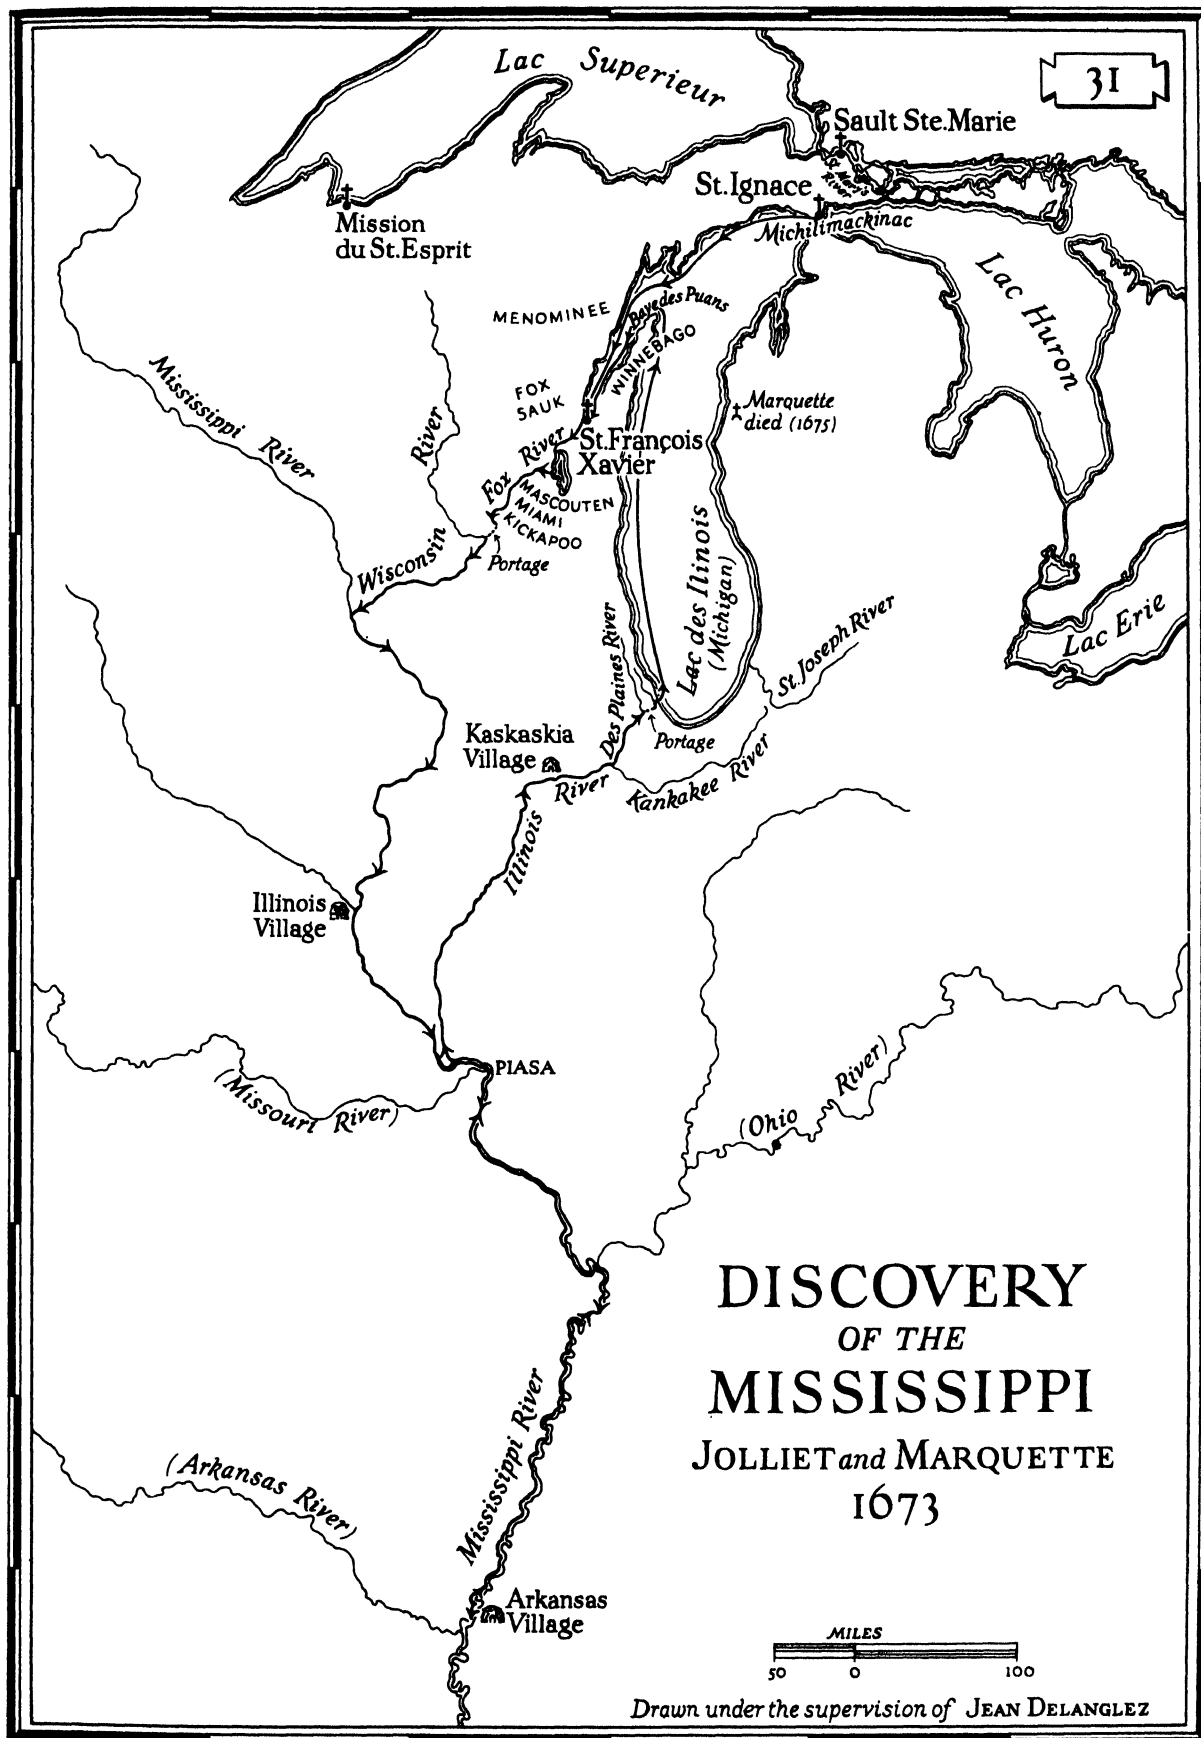 Lac Superieur
31
Sault Ste. Marie
St. Mary's
River
St. Ignace
Michilimackinac
Mission
du St. Esprit
Lac Huron
Baye des Puans
MENOMINEE
WINNEBAGO
Mississippi River
FOX
SAUK
River
Marquette
died (1675)
St. François
Xavier
Fox River
MASCOUTEN
MIAMI
KICKAPOO
Portage
Wisconsin
Lac des Ilinois
(Michigan)
Lac Erie
Des Plaines River
St. Joseph River
Kaskaskia
Village
Portage
Illinois River
Kankakee River
Illinois
Village
PIASA
(Missouri River)
(Ohio River)
DISCOVERY
OF THE
MISSISSIPPI
JOLLIET and MARQUETTE
1673
Mississippi River
(Arkansas River)
Arkansas
Village
MILES
50 0 100
Drawn under the supervision of JEAN DELANGLEZ